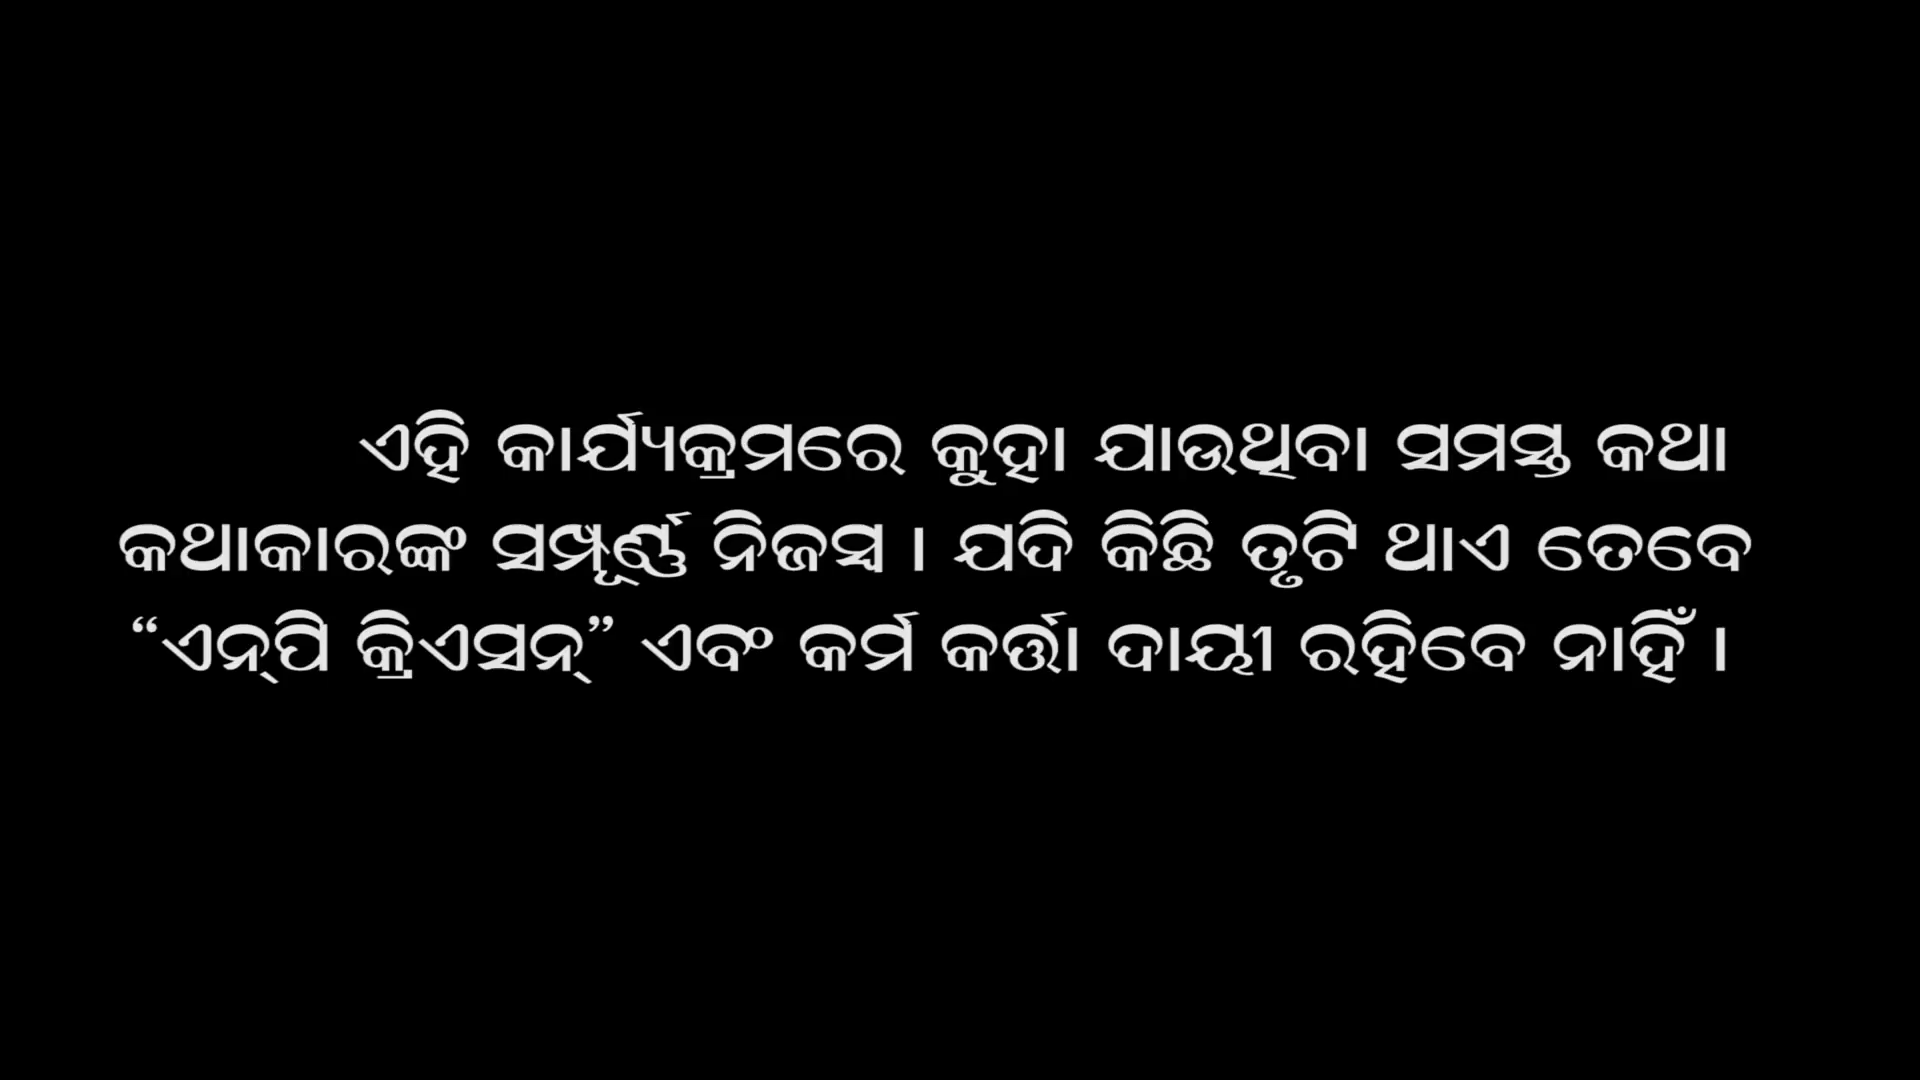 ଏହି କାର୍ଯ୍ୟକ୍ରମରେ କୁହା ଯାଉଥିବା ସମସ୍ତ କଥା
କଥାକାରଙ୍କ ସମ୍ପୂର୍ଣ୍ଣ ନିଜସ୍ୱ । ଯଦି କିଛି ତୃଟି ଥାଏ ତେବେ
“ଏନ୍‌ପି କ୍ରିଏସନ୍” ଏବଂ କର୍ମ କର୍ତ୍ତା ଦାୟୀ ରହିବେ ନାହିଁ ।